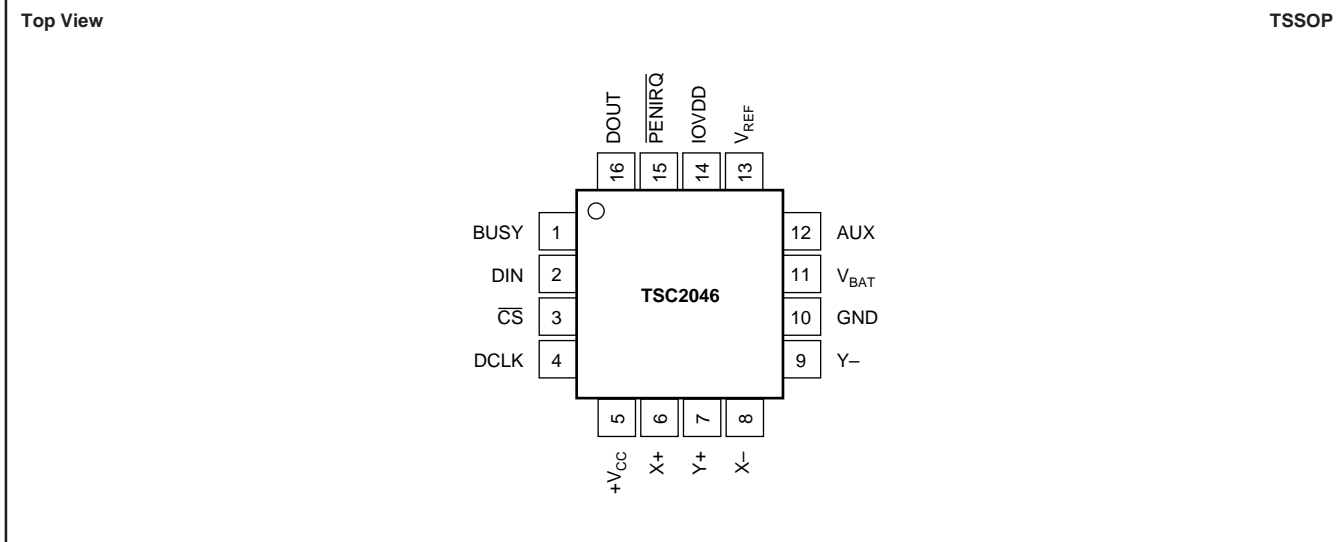 Top View
TSSOP
DOUT
PENIRQ
IOVDD
VREF
16
15
14
13
BUSY 1
12 AUX
DIN 2
11 VBAT
TSC2046
CS 3
10 GND
DCLK 4
9 Y–
5
6
7
8
+VCC
X+
Y+
X–